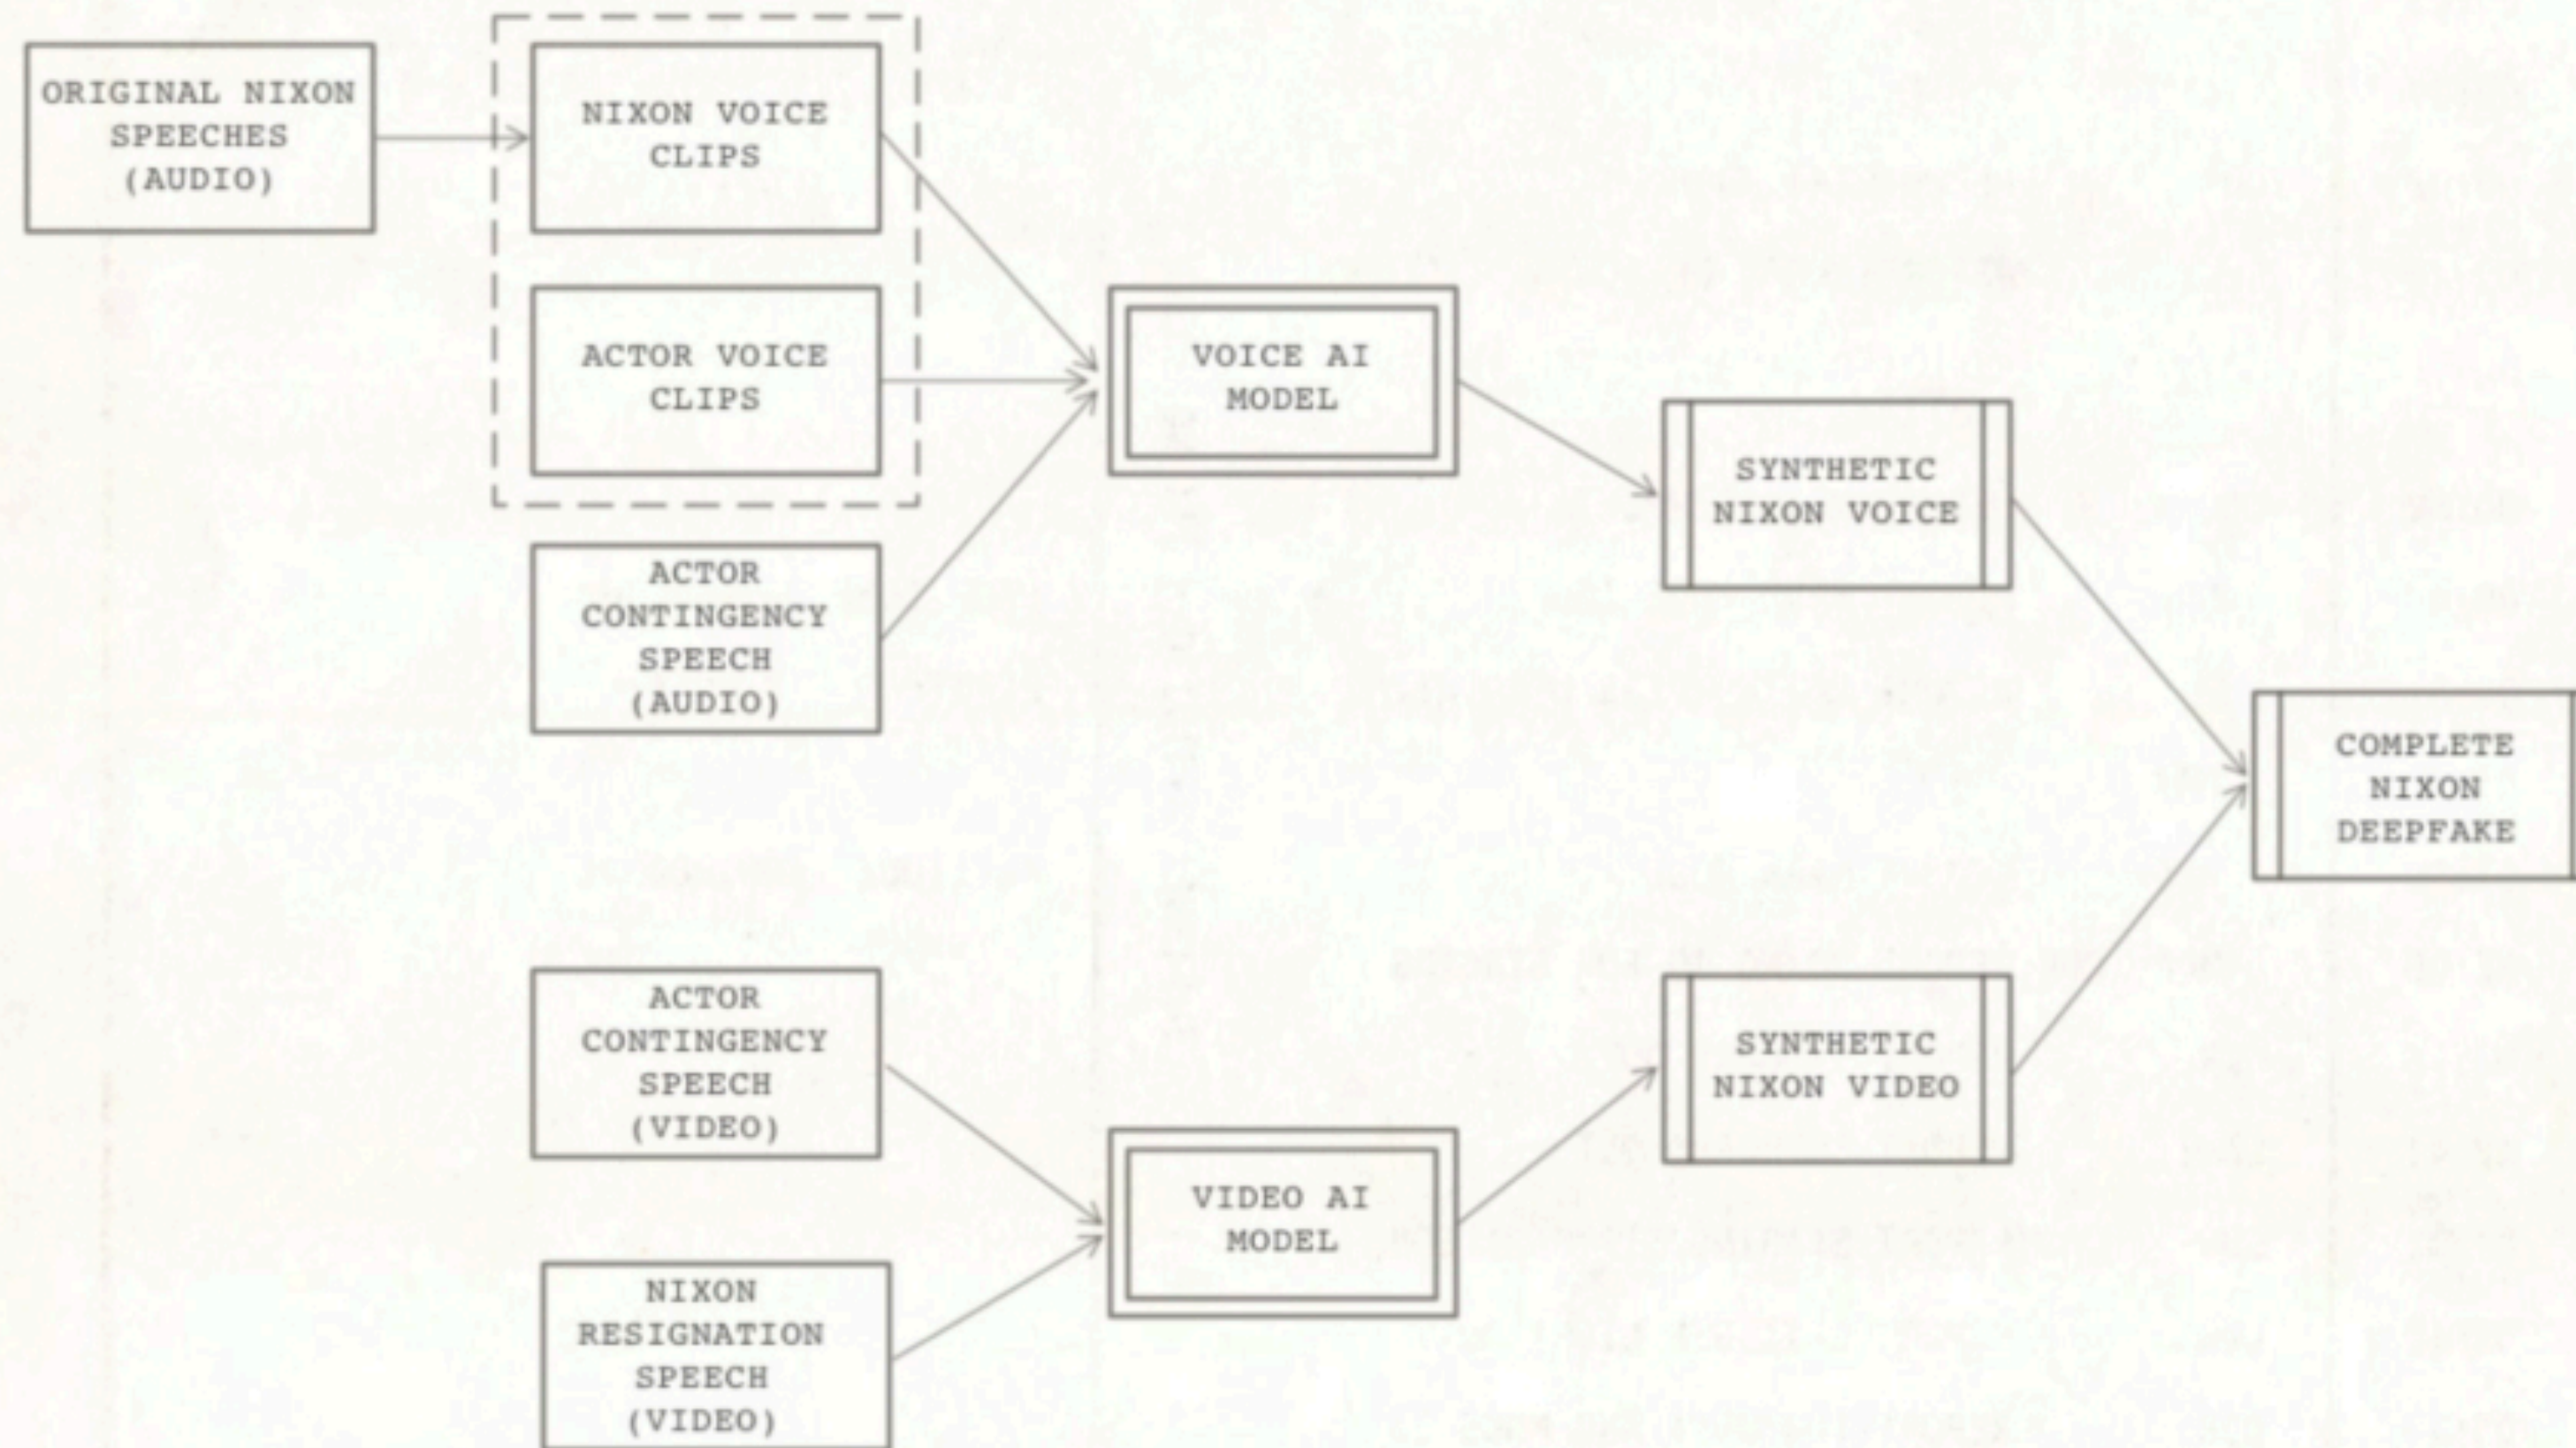 ORIGINAL NIXON
SPEECHES
(AUDIO)
NIXON VOICE
CLIPS
ACTOR VOICE
CLIPS
ACTOR
CONTINGENCY
SPEECH
(AUDIO)
VOICE AI
MODEL
SYNTHETIC
NIXON VOICE
COMPLETE
NIXON
DEEPFAKE
ACTOR
CONTINGENCY
SPEECH
(VIDEO)
NIXON
RESIGNATION
SPEECH
(VIDEO)
VIDEO AI
MODEL
SYNTHETIC
NIXON VIDEO